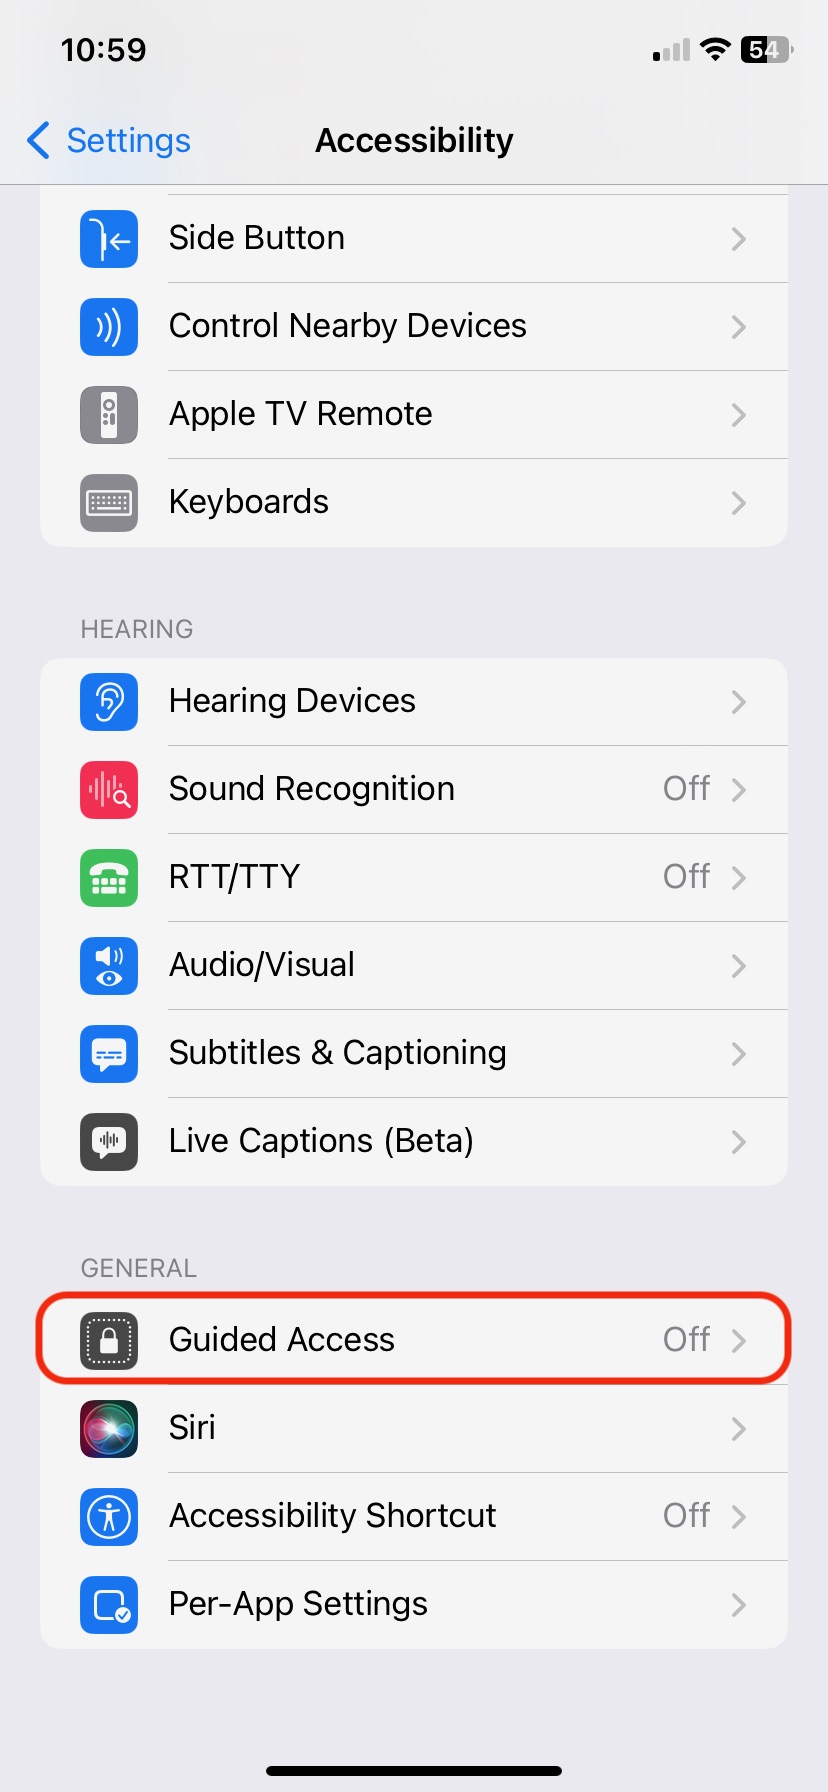 10:59
54
Settings
Accessibility
Side Button
Control Nearby Devices
Apple TV Remote
Keyboards
HEARING
Hearing Devices
Sound Recognition Off
RTT/TTY Off
Audio/Visual
Subtitles & Captioning
Live Captions (Beta)
GENERAL
Guided Access Off
Siri
Accessibility Shortcut Off
Per-App Settings